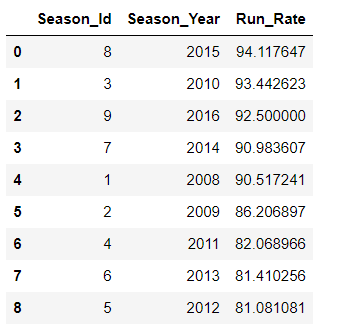 Season_Id Season_Year Run_Rate
0 8 2015 94.117647
1 3 2010 93.442623
2 9 2016 92.500000
3 7 2014 90.983607
4 1 2008 90.517241
5 2 2009 86.206897
6 4 2011 82.068966
7 6 2013 81.410256
8 5 2012 81.081081